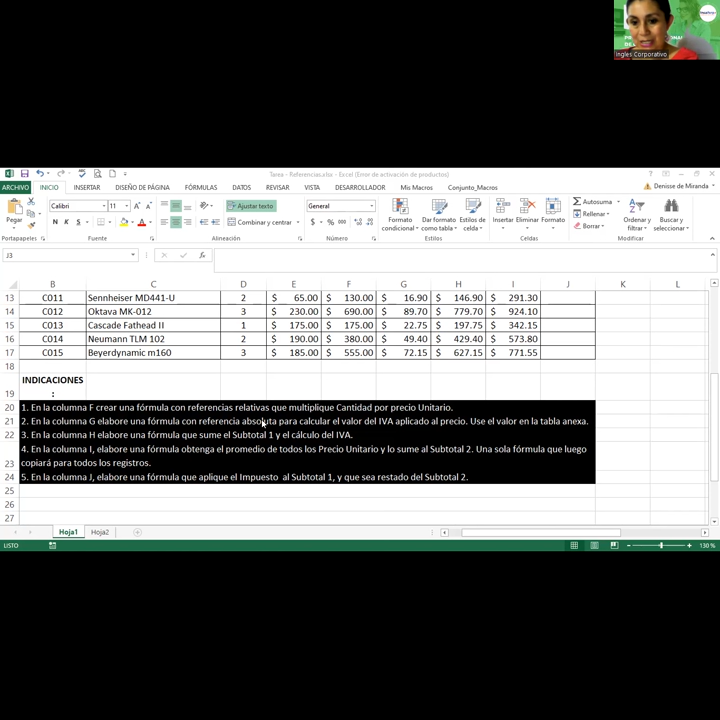 Ingles Corporativo
Tarea - Referencias.xlsx - Excel (Error de activación de productos)
ARCHIVO INICIO INSERTAR DISEÑO DE PÁGINA FÓRMULAS DATOS REVISAR VISTA DESARROLLADOR Mis Macros Conjunto_Macros Denisse de Miranda
Calibri 11 Ajustar texto General Autosuma
Pegar Rellenar
N K S Combinar y centrar $ % 000 Formato condicional Dar formato como tabla Estilos de celda Insertar Eliminar Formato Borrar Ordenar y filtrar Buscar y seleccionar
Portapapeles Fuente Alineación Número Estilos Celdas Modificar
J3 fx
B C D E F G H I J K L
13 C011 Sennheiser MD441-U 2 $ 65.00 $ 130.00 $ 16.90 $ 146.90 $ 291.30
14 C012 Oktava MK-012 3 $ 230.00 $ 690.00 $ 89.70 $ 779.70 $ 924.10
15 C013 Cascade Fathead II 1 $ 175.00 $ 175.00 $ 22.75 $ 197.75 $ 342.15
16 C014 Neumann TLM 102 2 $ 190.00 $ 380.00 $ 49.40 $ 429.40 $ 573.80
17 C015 Beyerdynamic m160 3 $ 185.00 $ 555.00 $ 72.15 $ 627.15 $ 771.55
18
INDICACIONES
19 :
20 1. En la columna F crear una fórmula con referencias relativas que multiplique Cantidad por precio Unitario.
21 2. En la columna G elabore una fórmula con referencia absoluta para calcular el valor del IVA aplicado al precio. Use el valor en la tabla anexa.
22 3. En la columna H elabore una fórmula que sume el Subtotal 1 y el cálculo del IVA.
4. En la columna I, elabore una fórmula obtenga el promedio de todos los Precio Unitario y lo sume al Subtotal 2. Una sola fórmula que luego
23 copiará para todos los registros.
24 5. En la columna J, elabore una fórmula que aplique el Impuesto al Subtotal 1, y que sea restado del Subtotal 2.
25
26
27
Hoja1 Hoja2
LISTO 130 %